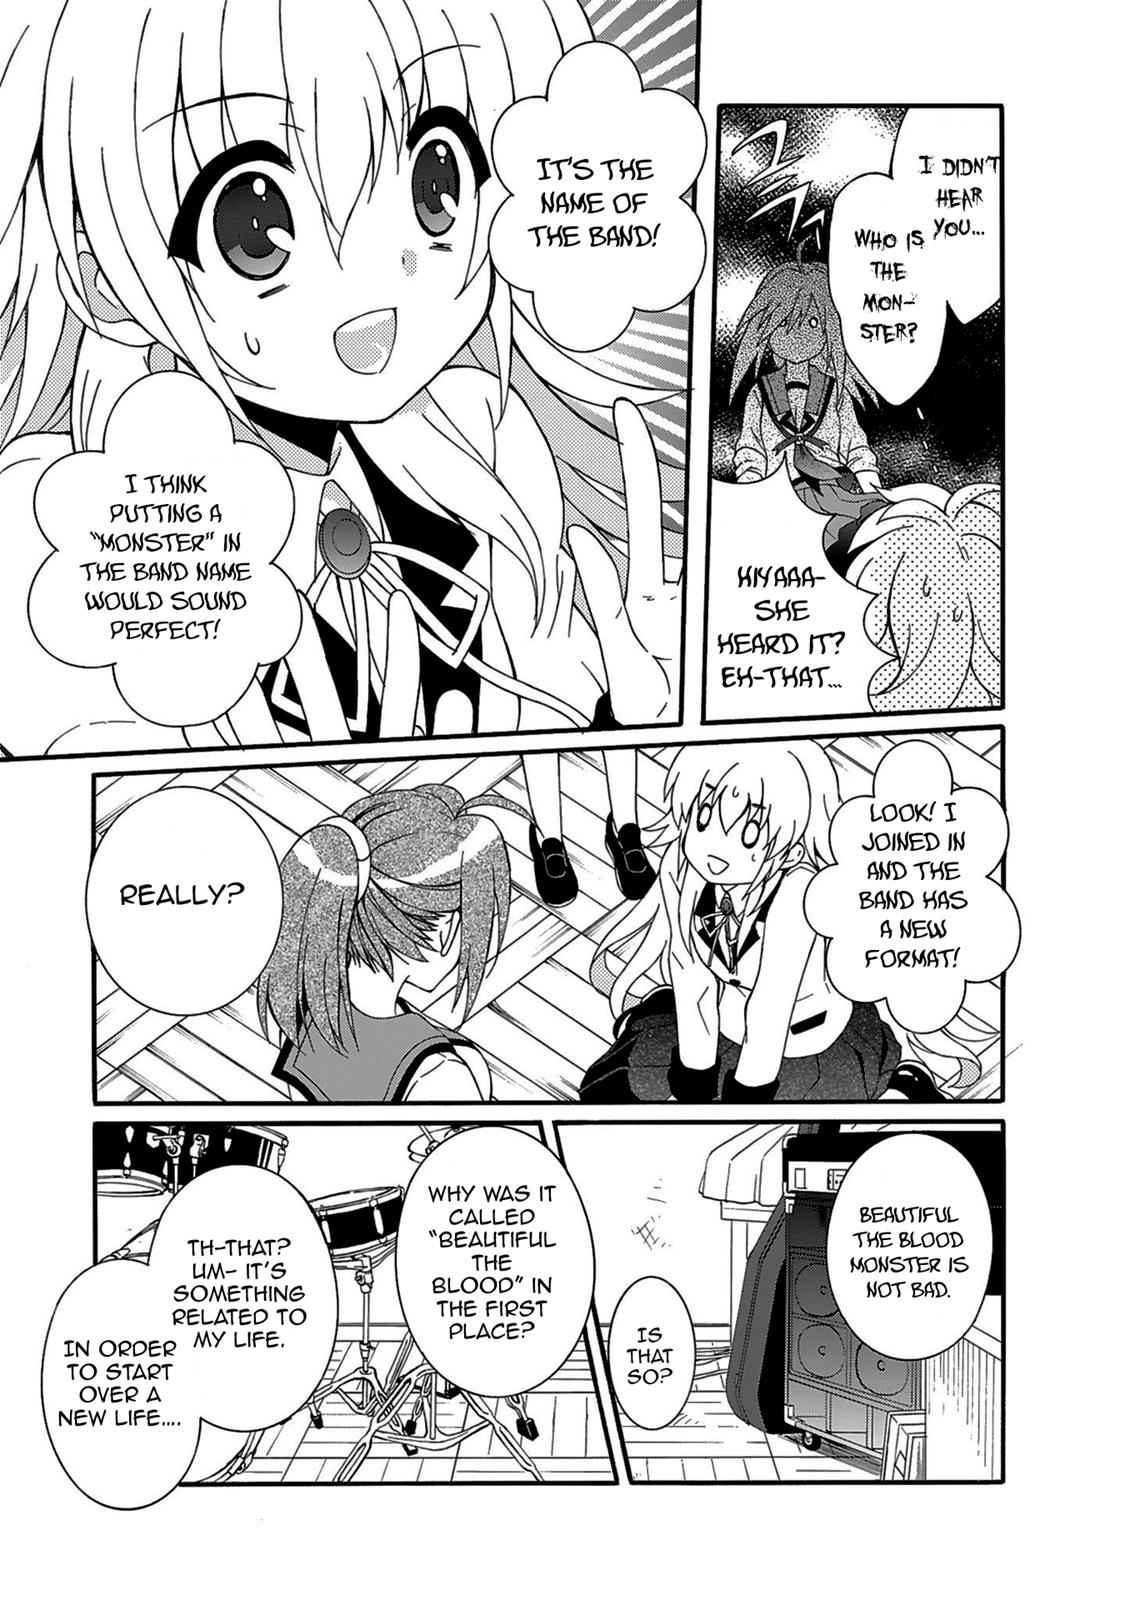 I DIDN'T
HEAR
YOU...
WHO IS
THE
MON-
STER?
HIYAAA-
SHE
HEARD IT?
EH-THAT...
IT'S THE
NAME OF
THE BAND!
I THINK
PUTTING A
"MONSTER" IN
THE BAND NAME
WOULD SOUND
PERFECT!
LOOK! I
JOINED IN
AND THE
BAND HAS
A NEW
FORMAT!
REALLY?
BEAUTIFUL
THE BLOOD
MONSTER IS
NOT BAD.
IS
THAT
SO?
WHY WAS IT
CALLED
"BEAUTIFUL
THE
BLOOD" IN
THE FIRST
PLACE?
TH-THAT?
UM- IT'S
SOMETHING
RELATED TO
MY LIFE.
IN ORDER
TO START
OVER A
NEW LIFE....